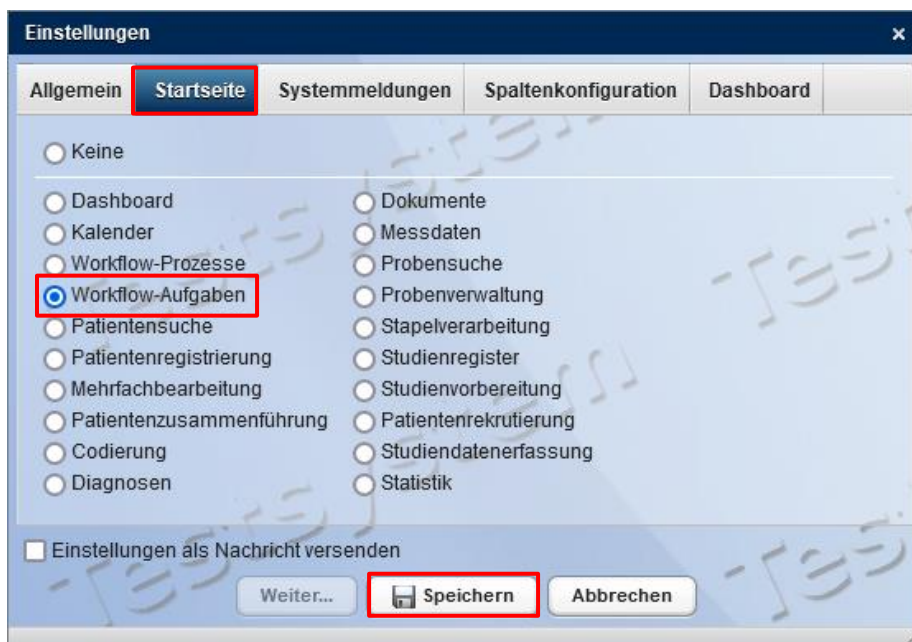 Einstellungen ×
Allgemein Startseite Systemmeldungen Spaltenkonfiguration Dashboard
Keine
Dashboard
Kalender
Workflow-Prozesse
Workflow-Aufgaben
Patientensuche
Patientenregistrierung
Mehrfachbearbeitung
Patientenzusammenführung
Codierung
Diagnosen
Dokumente
Messdaten
Probensuche
Probenverwaltung
Stapelverarbeitung
Studienregister
Studienvorbereitung
Patientenrekrutierung
Studiendatenerfassung
Statistik
Einstellungen als Nachricht versenden
Weiter... Speichern Abbrechen
Testsystem